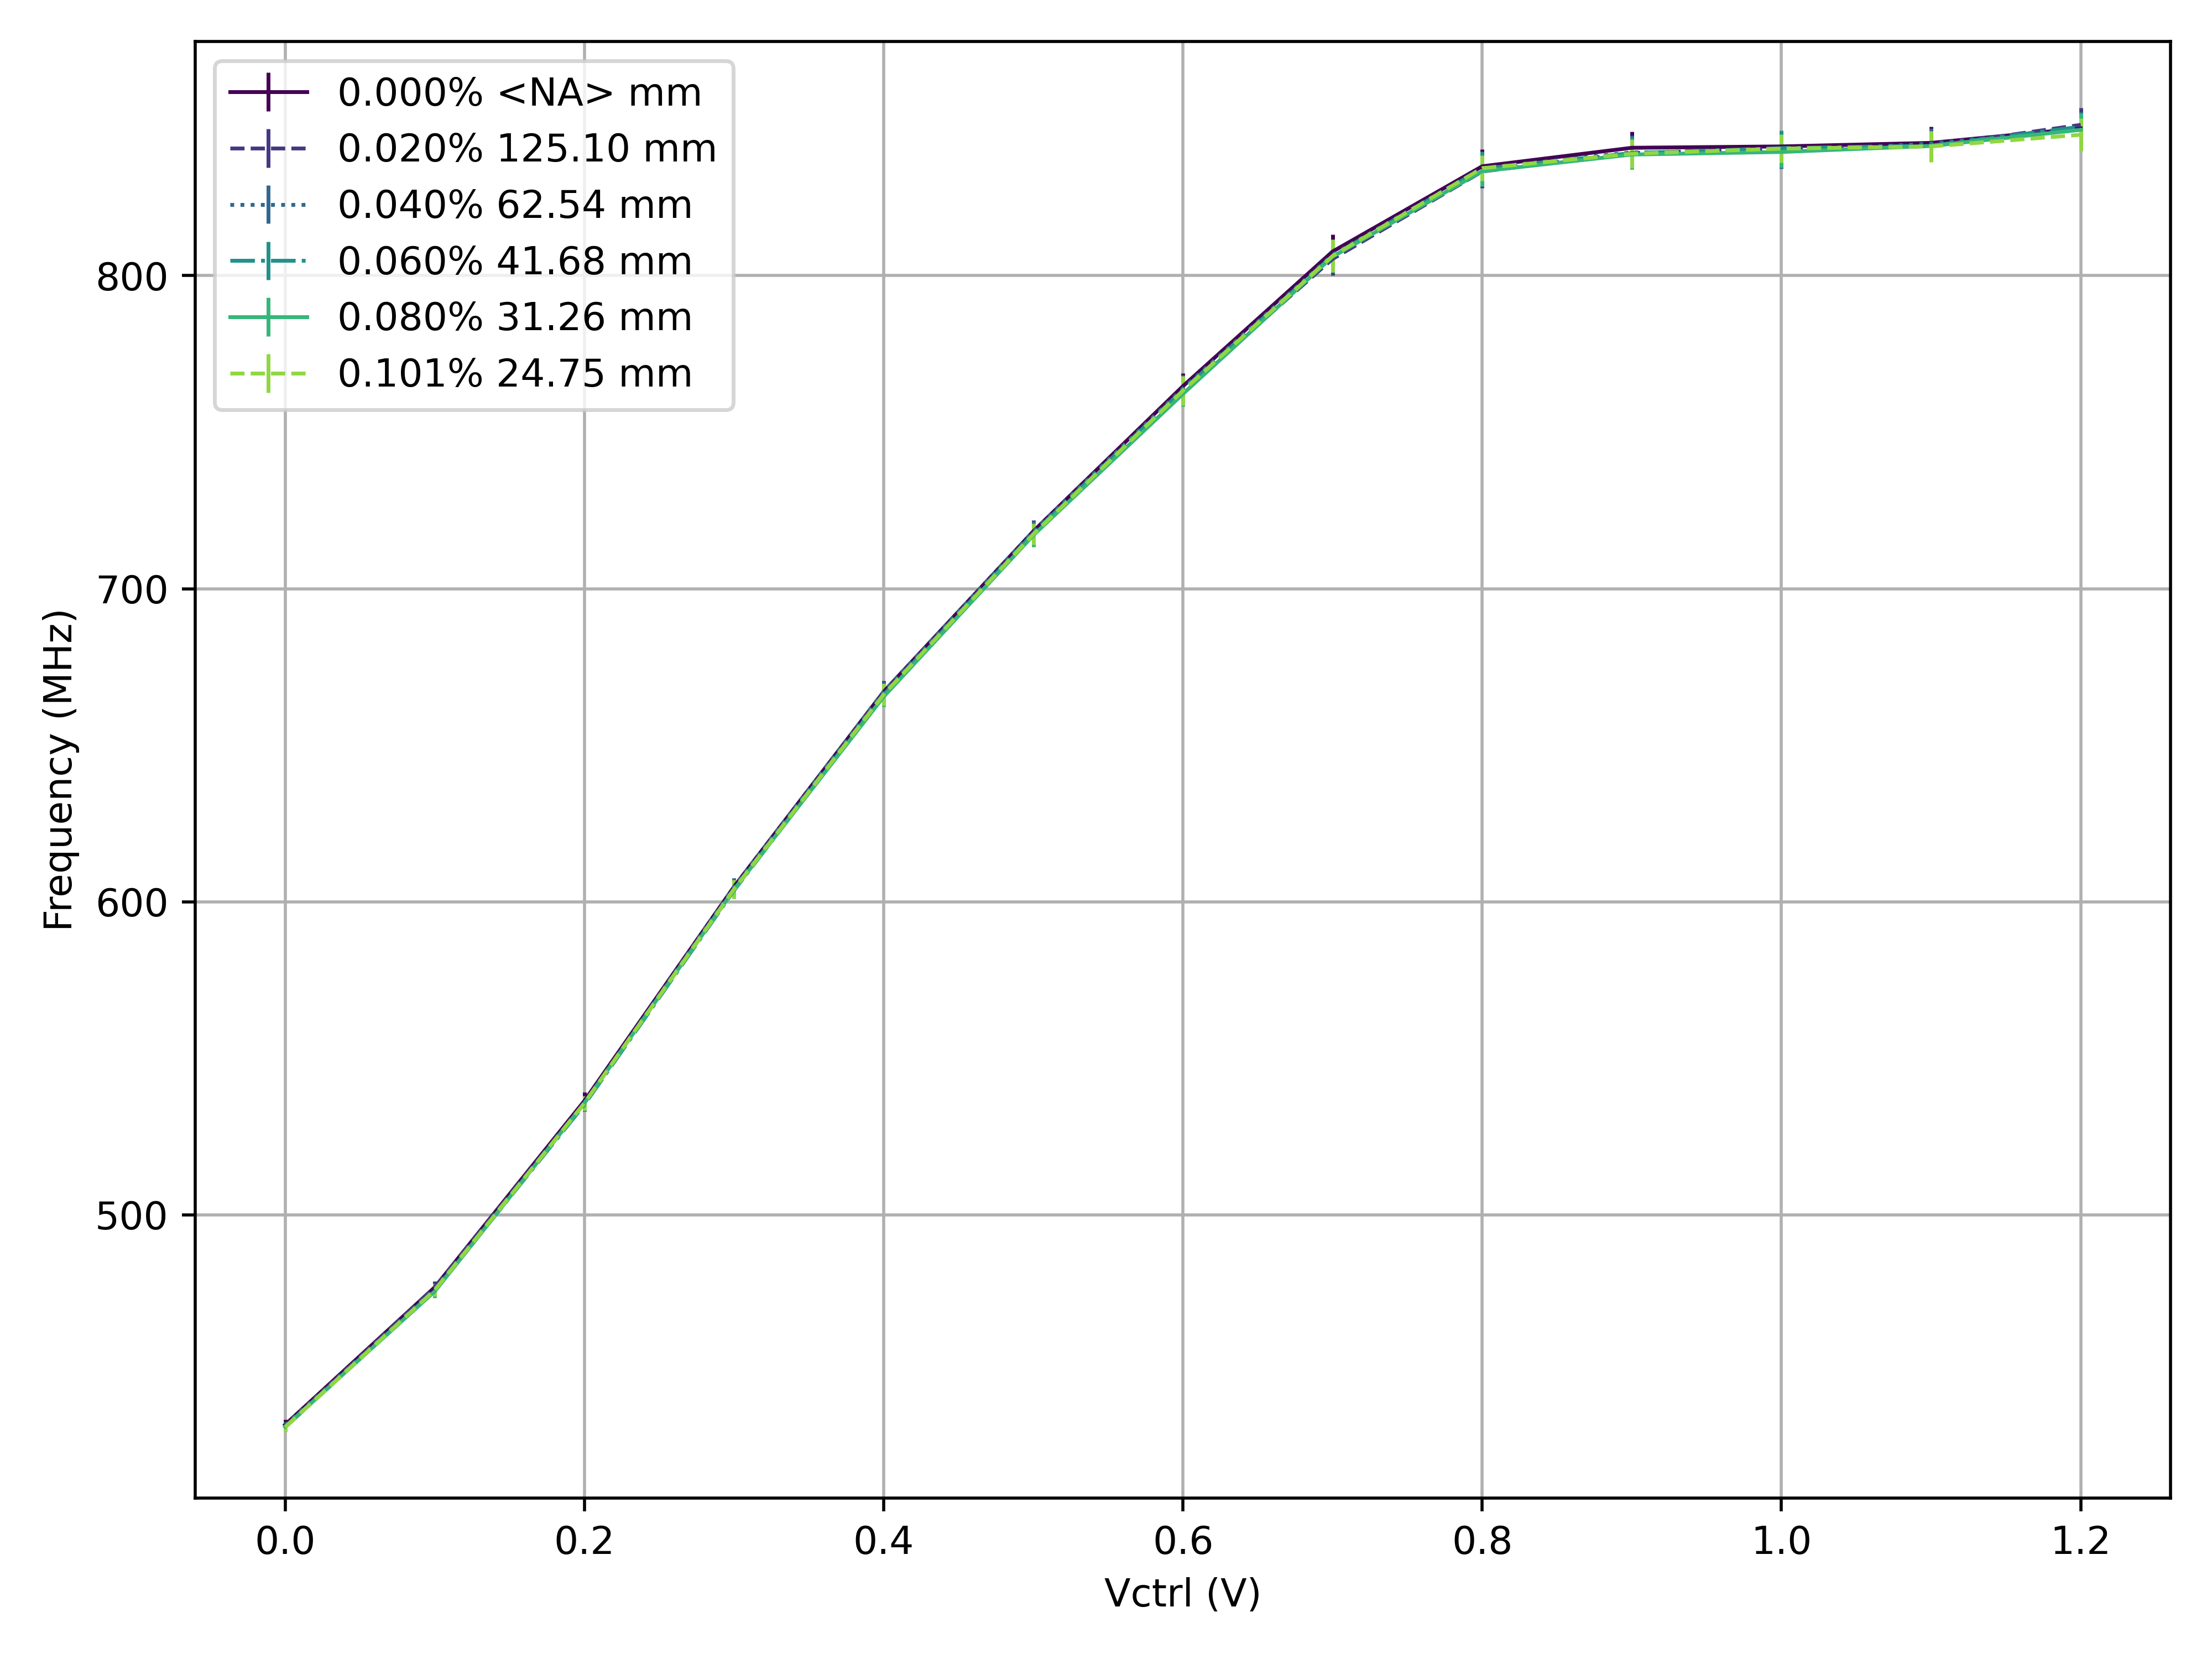 0.000% <NA> mm
0.020% 125.10 mm
0.040% 62.54 mm
0.060% 41.68 mm
0.080% 31.26 mm
0.101% 24.75 mm
800
700
600
500
Frequency (MHz)
0.0 0.2 0.4 0.6 0.8 1.0 1.2
Vctrl (V)